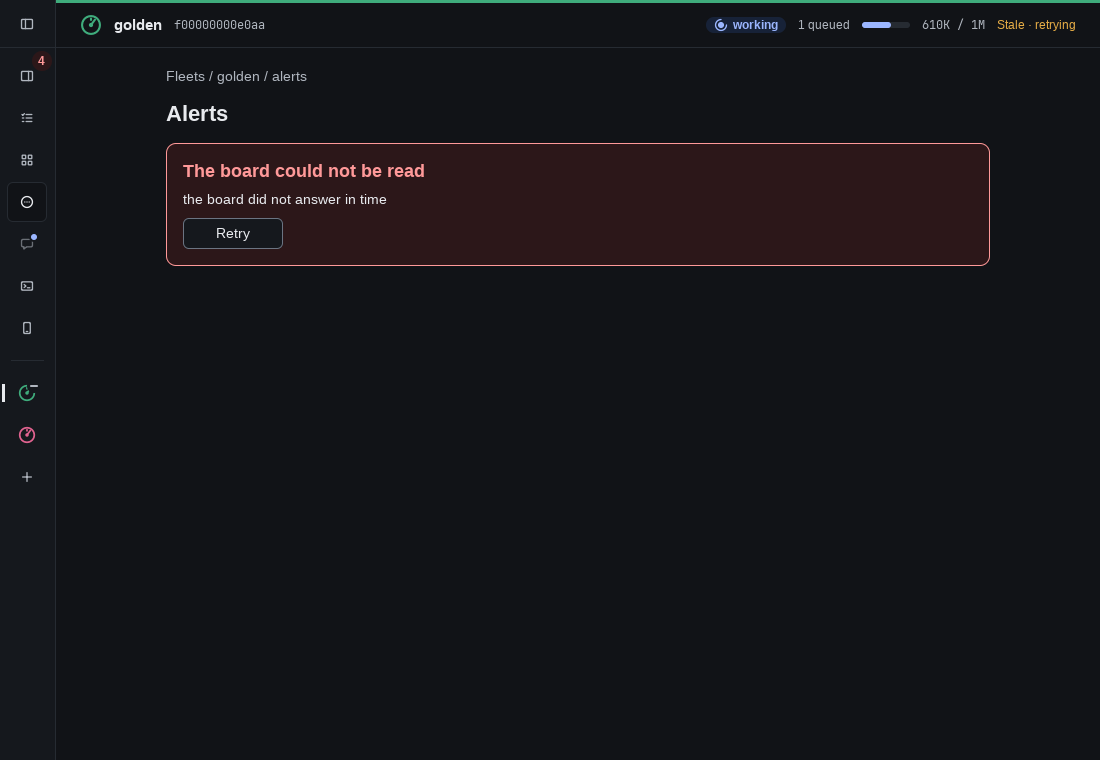 golden f00000000e0aa working 1 queued 610K / 1M Stale · retrying
4
Fleets / golden / alerts
Alerts
The board could not be read
the board did not answer in time
Retry